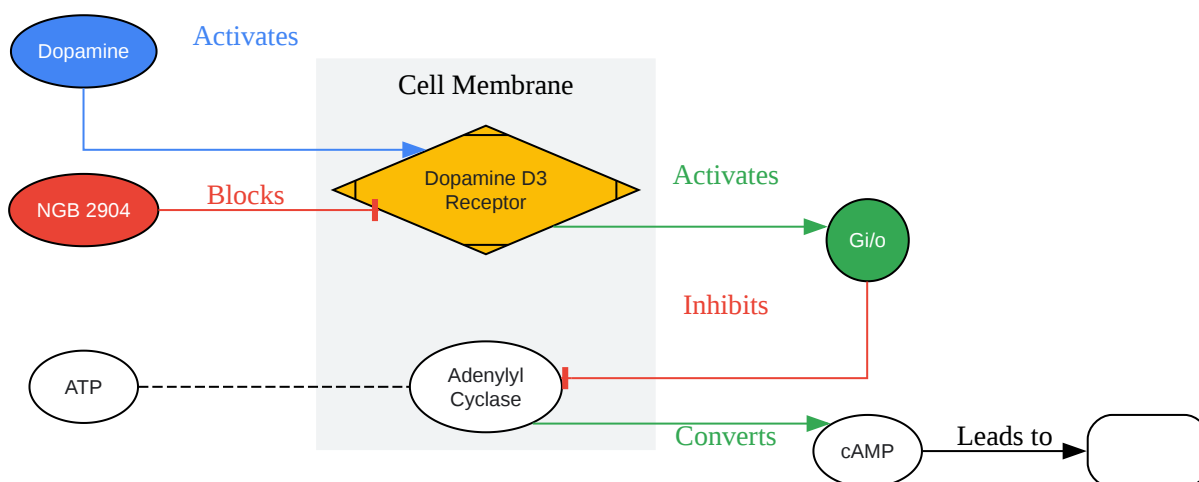 Dopamine
Activates
Cell Membrane
Dopamine D3
Receptor
Activates
NGB 2904
Blocks
Gi/o
Inhibits
ATP
Adenylyl
Cyclase
Converts
cAMP
Leads to